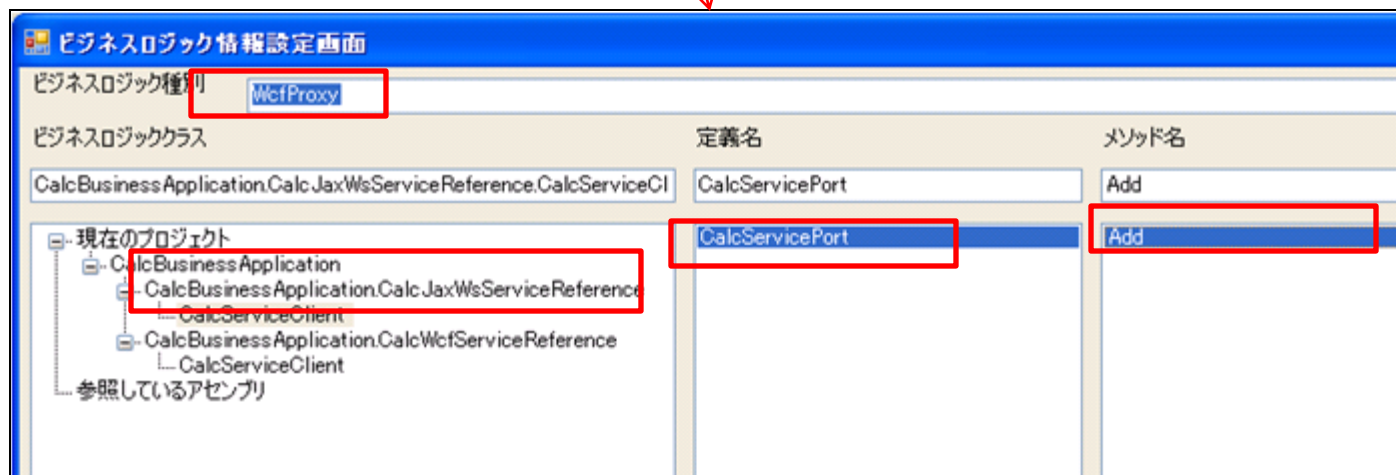 ビジネスロジック情報設定画面
ビジネスロジック種別
WcfProxy
ビジネスロジッククラス
定義名
メソッド名
CalcBusinessApplication.CalcJaxWsServiceReference.CalcServiceCl
CalcServicePort
Add
現在のプロジェクト
CalcServicePort
Add
CalcBusinessApplication
CalcBusinessApplication.CalcJaxWsServiceReference
CalcServiceClient
CalcBusinessApplication.CalcWcfServiceReference
CalcServiceClient
参照しているアセンブリ